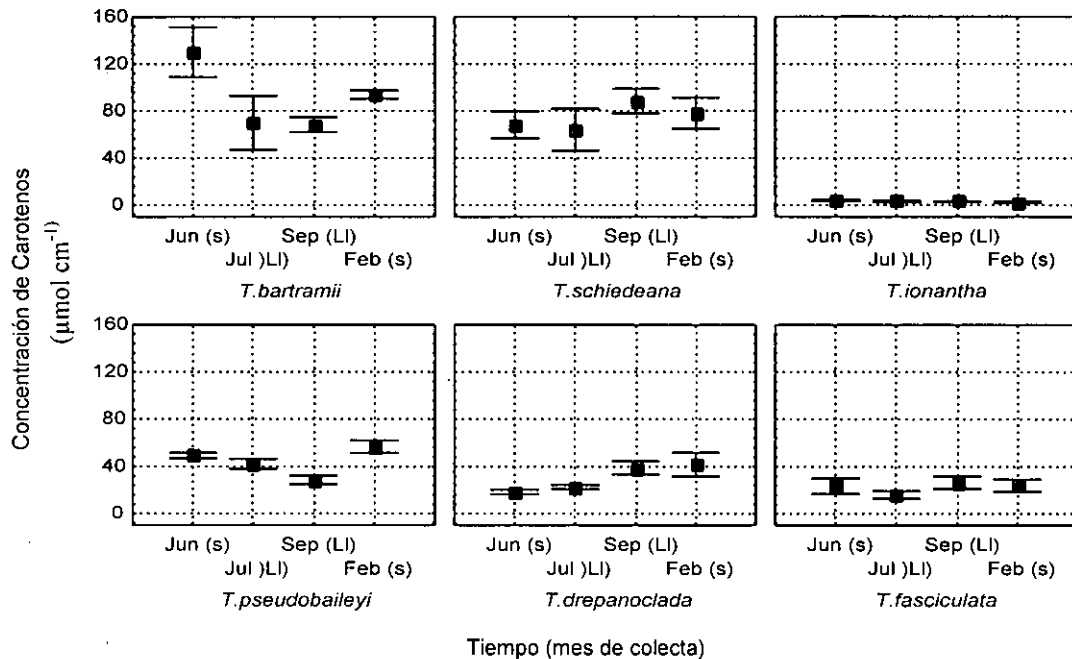 Concentración de Carotenos
(µmol cm⁻¹)
160
120
80
40
0
Jun (s) Sep (Ll) Jun (s) Sep (Ll) Jun (s) Sep (Ll)
Jul )Ll) Feb (s) Jul )Ll) Feb (s) Jul )Ll) Feb (s)
T.bartramii T.schiedeana T.ionantha
160
120
80
40
0
Jun (s) Sep (Ll) Jun (s) Sep (Ll) Jun (s) Sep (Ll)
Jul )Ll) Feb (s) Jul )Ll) Feb (s) Jul )Ll) Feb (s)
T.pseudobaileyi T.drepanoclada T.fasciculata
Tiempo (mes de colecta)